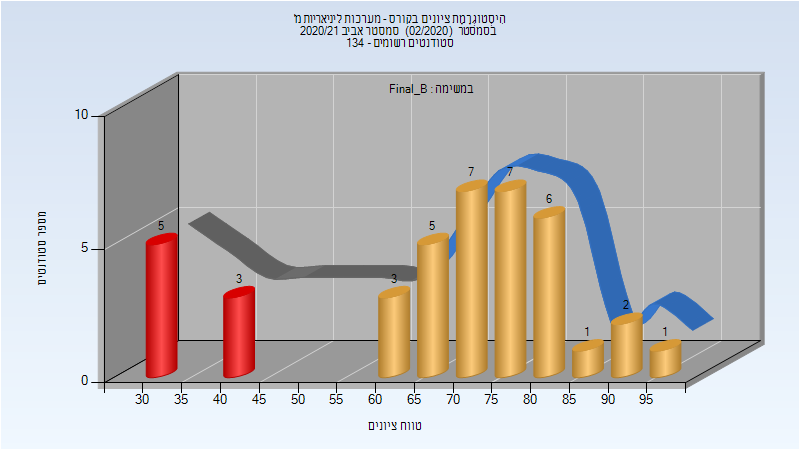 היסטוגרמת ציונים בקורס - מערכות ליניאריות מ'
בסמסטר (02/2020) סמסטר אביב 2020/21
סטודנטים רשומים - 134
במשימה : Final_B
מספר סטודנטים
10
5
0
5
3
3
5
7
7
6
1
2
1
30 35 40 45 50 55 60 65 70 75 80 85 90 95
טווח ציונים